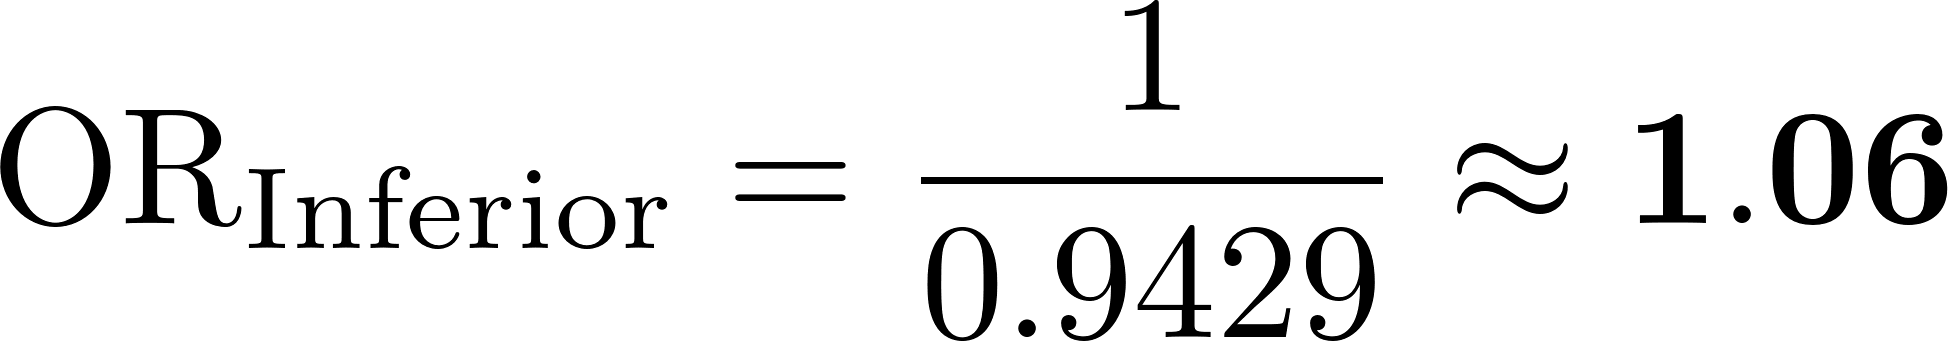 OR_Inferior = 1/0.9429 ≈ 1.06